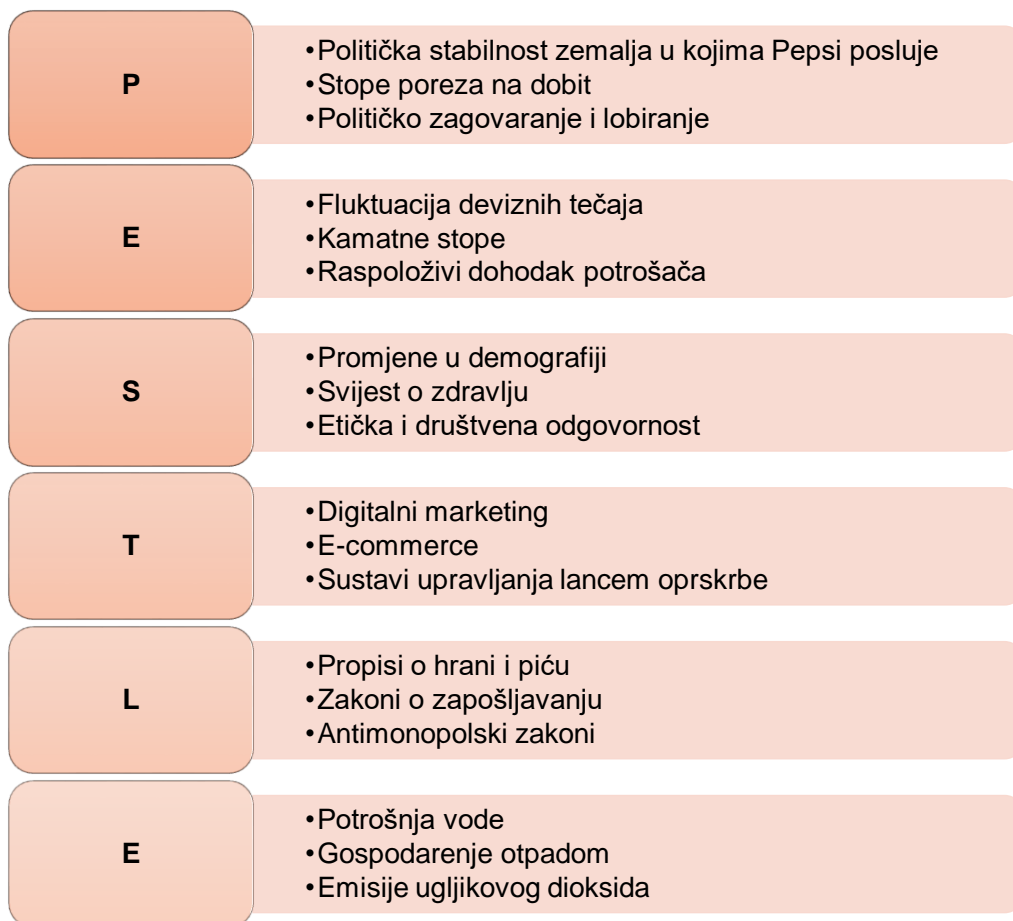 P
•Politička stabilnost zemalja u kojima Pepsi posluje
•Stope poreza na dobit
•Političko zagovaranje i lobiranje
E
•Fluktuacija deviznih tečaja
•Kamatne stope
•Raspoloživi dohodak potrošača
S
•Promjene u demografiji
•Svijest o zdravlju
•Etička i društvena odgovornost
T
•Digitalni marketing
•E-commerce
•Sustavi upravljanja lancem oprskrbe
L
•Propisi o hrani i piću
•Zakoni o zapošljavanju
•Antimonopolski zakoni
E
•Potrošnja vode
•Gospodarenje otpadom
•Emisije ugljikovog dioksida